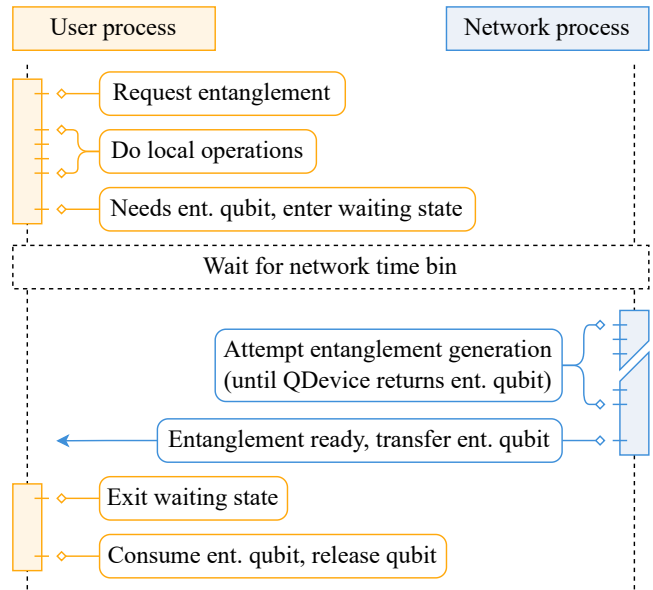 User process
Network process
Request entanglement
Do local operations
Needs ent. qubit, enter waiting state
Wait for network time bin
Attempt entanglement generation
(until QDevice returns ent. qubit)
Entanglement ready, transfer ent. qubit
Exit waiting state
Consume ent. qubit, release qubit